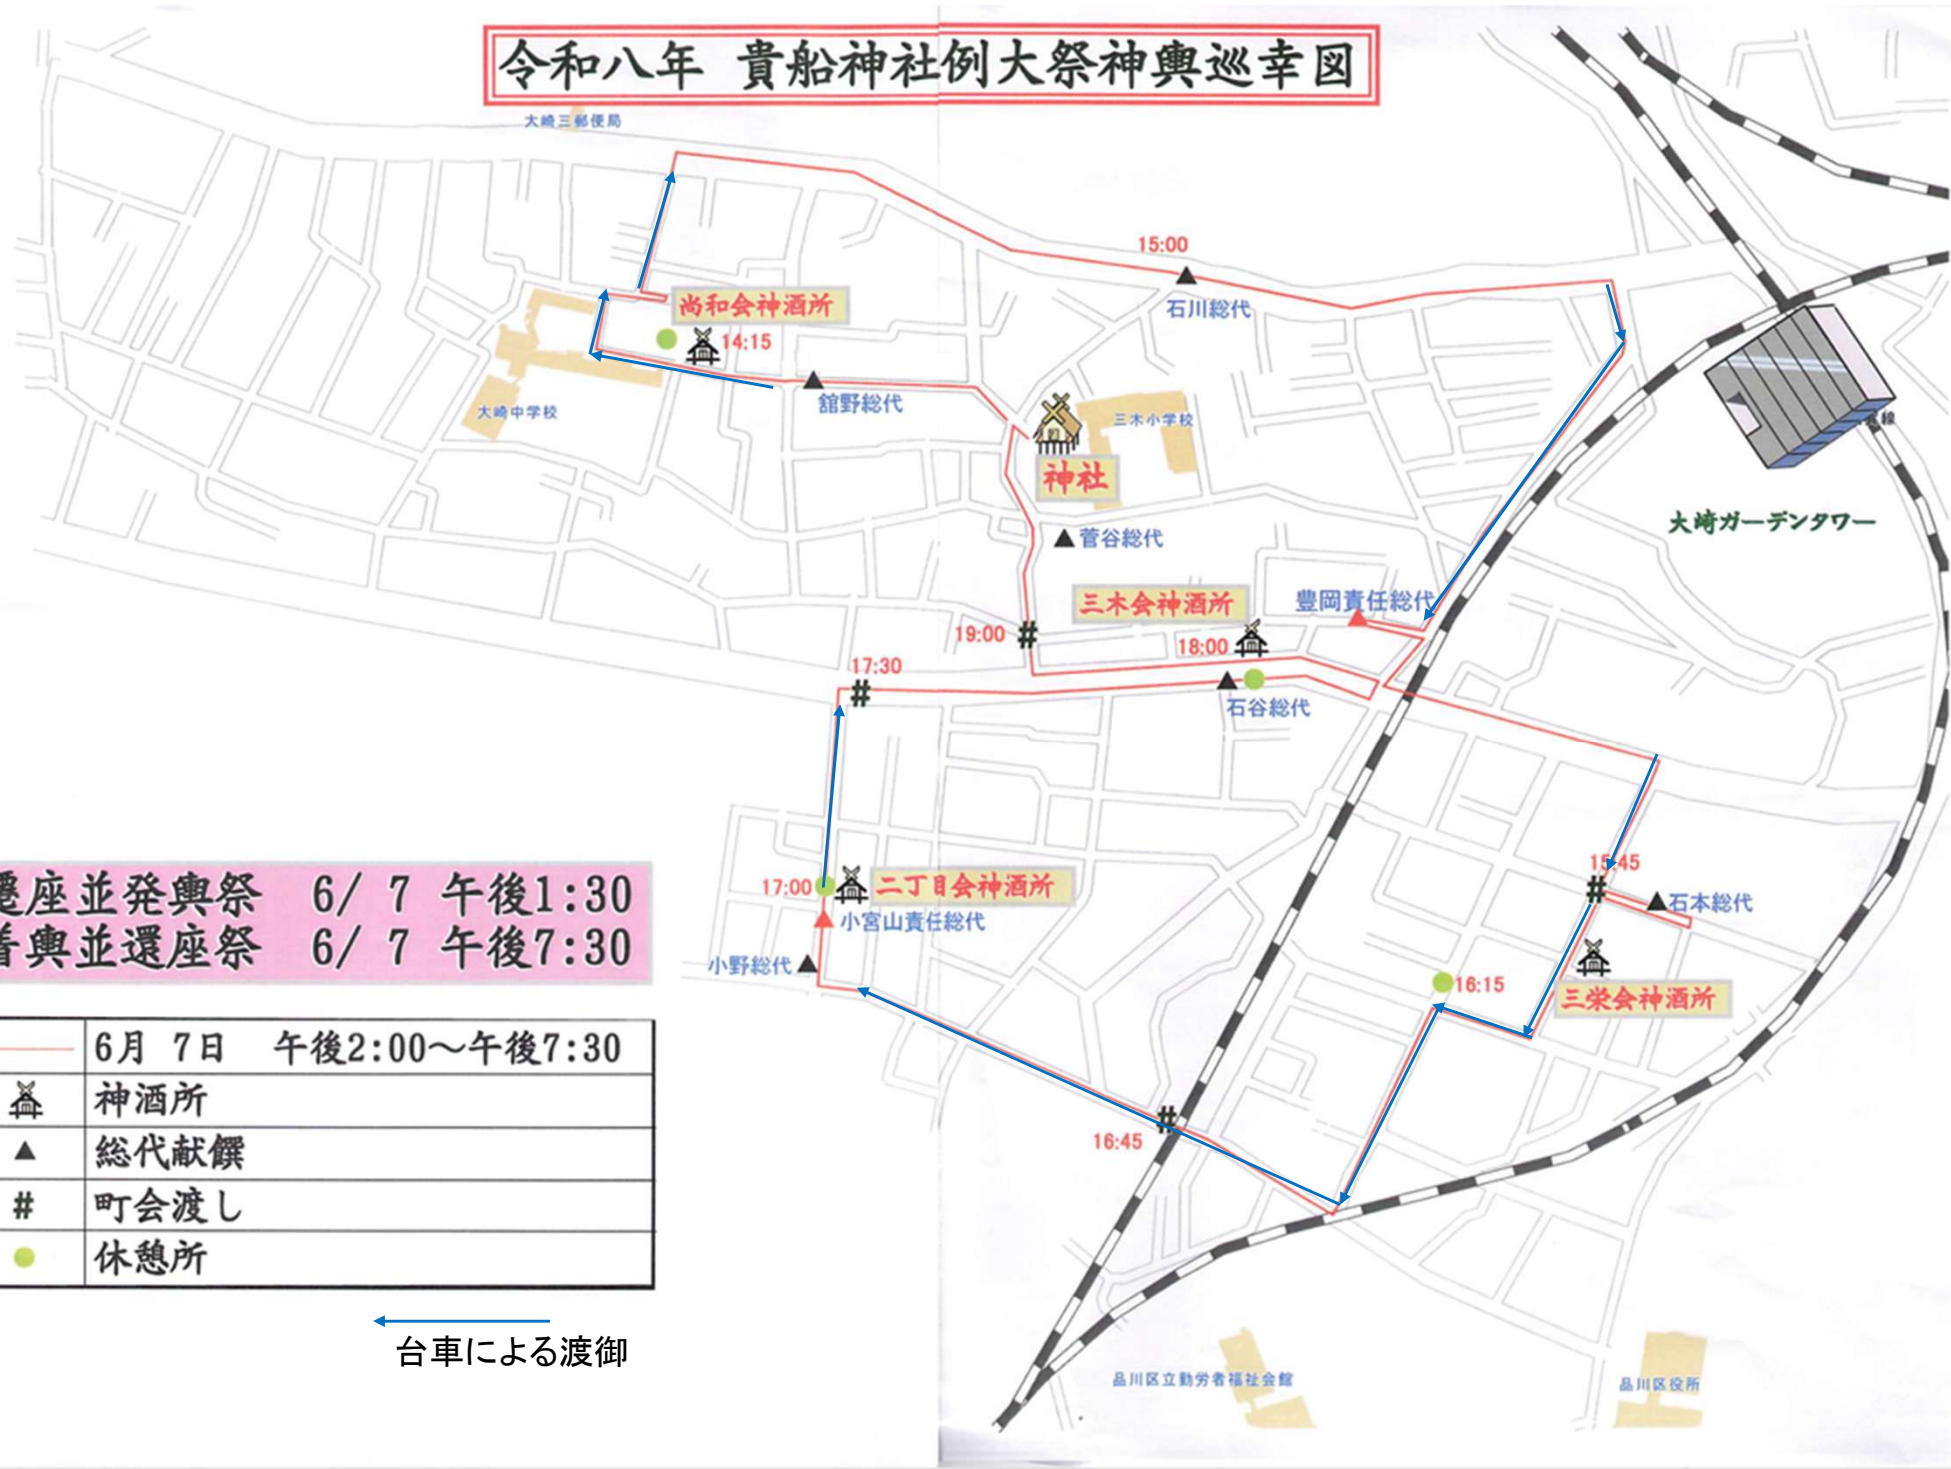 令和八年 貴船神社例大祭神輿巡幸図
大崎三郵便局
15:00
石川総代
尚和会神酒所
14:15
舘野総代
大崎中学校
三木小学校
神社
線
大崎ガーデンタワー
菅谷総代
三木会神酒所
豊岡責任総代
19:00
18:00
17:30
石谷総代
15:45
石本総代
17:00
二丁目会神酒所
小宮山責任総代
小野総代
16:15
三栄会神酒所
16:45
遷座並発輿祭 6/ 7 午後1:30
着輿並還座祭 6/ 7 午後7:30
6月 7日 午後2:00～午後7:30
神酒所
▲ 総代献饌
# 町会渡し
休憩所
台車による渡御
品川区立勤労者福祉会館
品川区役所